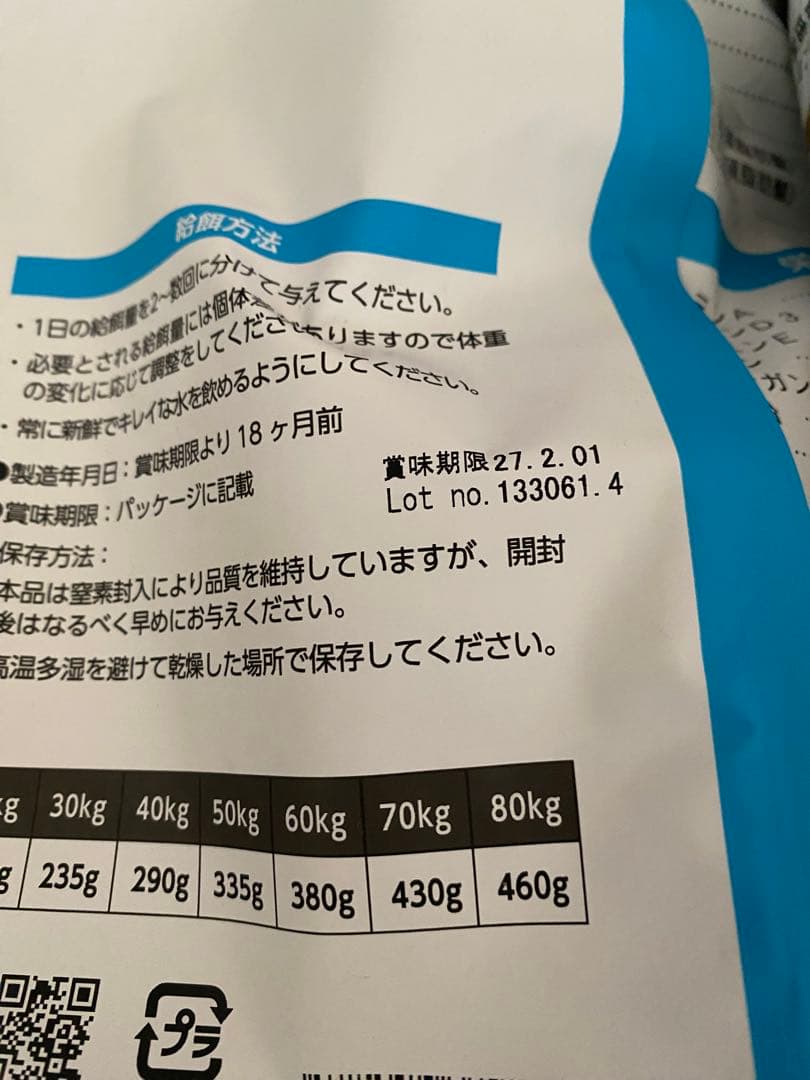 給餌方法
・1日の給餌量を2〜数回に分けて与えてください。
・必要とされる給餌量には個体 ありますので体重
の変化に応じて調整をしてください
・常に新鮮でキレイな水を飲めるようにしてください。
●製造年月日：賞味期限より18ヶ月前
賞味期限：パッケージに記載
賞味期限27.2.01
Lot no.133061.4
保存方法：
本品は窒素封入により品質を維持していますが、開封
後はなるべく早めにお与えください。
高温多湿を避けて乾燥した場所で保存してください。
kg 30kg 40kg 50kg 60kg 70kg 80kg
g 235g 290g 335g 380g 430g 460g
プラ